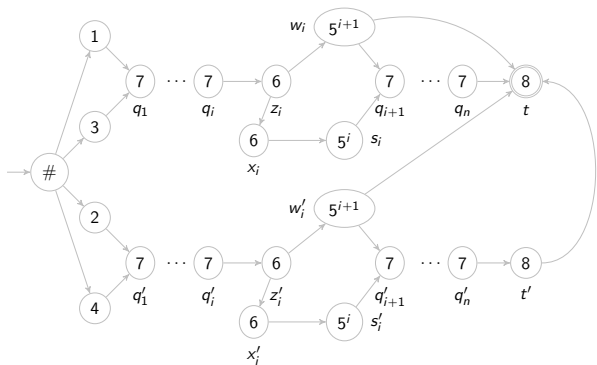 w_i 5^{i+1}
1
7 ··· 7 6 7 ··· 7 8
q_1 q_i z_i q_{i+1} q_n t
3 6 5^i s_i
x_i
#
w'_i 5^{i+1}
2
7 ··· 7 6 7 ··· 7 8
q'_1 q'_i z'_i q'_{i+1} q'_n t'
4 6 5^i s'_i
x'_i